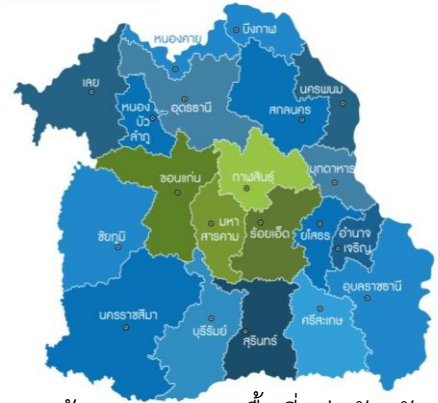 บึงกาฬ
หนองคาย
เลย
นครพนม
หนอง
บัว
ลำภู
อุดรธานี
สกลนคร
มุกดาหาร
ขอนแก่น
กาฬสินธุ์
มหา
สารคาม
ร้อยเอ็ด
ยโสธร
อำนาจ
เจริญ
ชัยภูมิ
อุบลราชธานี
นครราชสีมา
บุรีรัมย์
สุรินทร์
ศรีสะเกษ